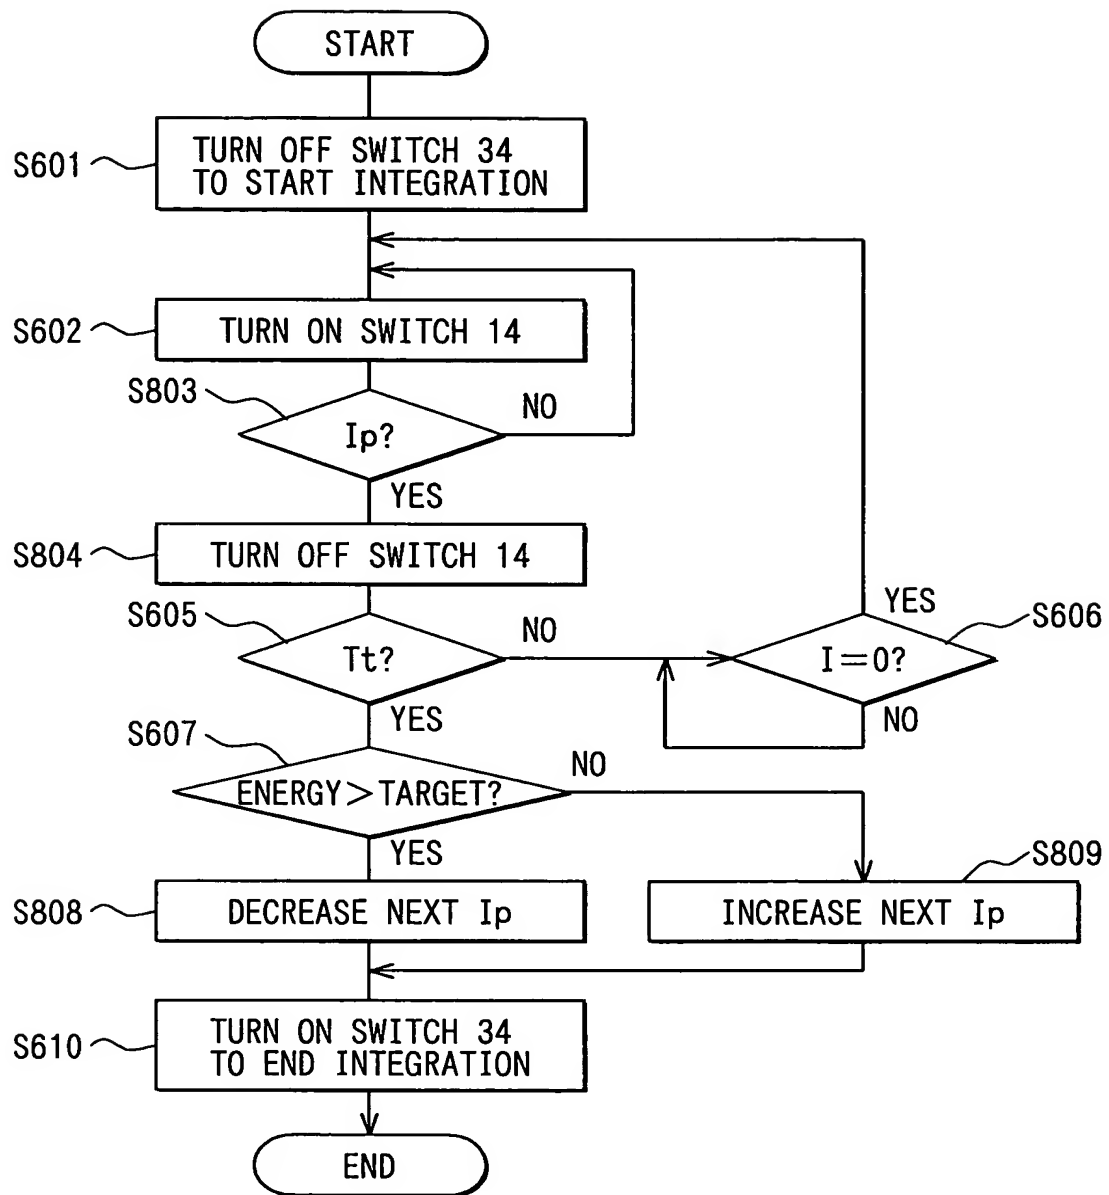 START
S601
TURN OFF SWITCH 34
TO START INTEGRATION
S602
TURN ON SWITCH 14
S803
Ip?
NO
YES
S804
TURN OFF SWITCH 14
S605
Tt?
NO
YES
S606
I=0?
YES
NO
S607
ENERGY>TARGET?
NO
YES
S808
DECREASE NEXT Ip
S809
INCREASE NEXT Ip
S610
TURN ON SWITCH 34
TO END INTEGRATION
END